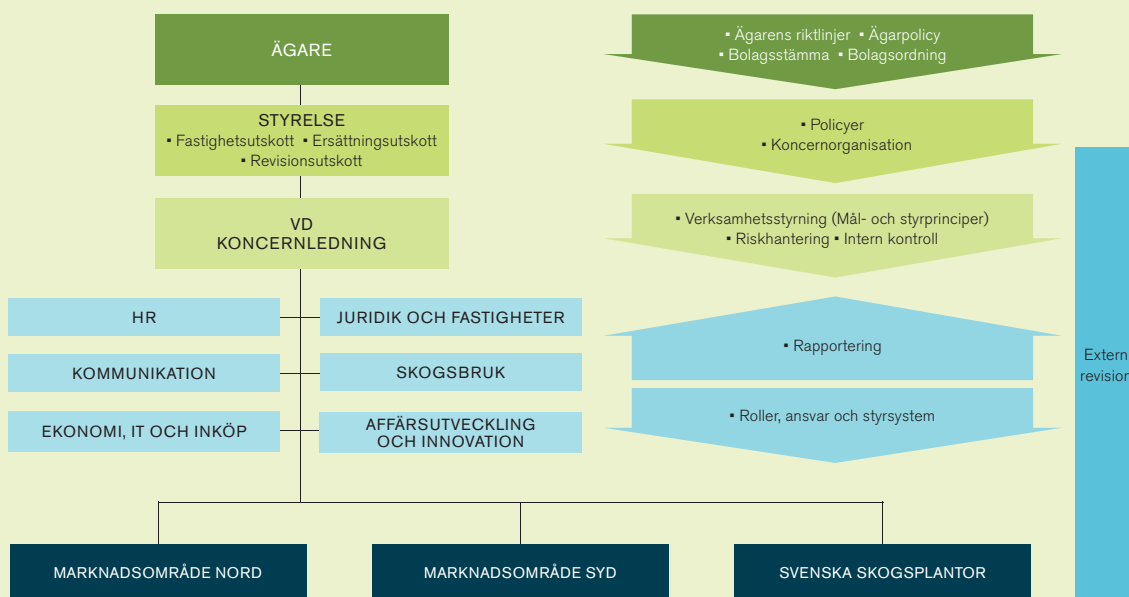 ÄGARE
STYRELSE
▪ Fastighetsutskott ▪ Ersättningsutskott
▪ Revisionsutskott
VD
KONCERNLEDNING
HR
JURIDIK OCH FASTIGHETER
KOMMUNIKATION
SKOGSBRUK
EKONOMI, IT OCH INKÖP
AFFÄRSUTVECKLING
OCH INNOVATION
MARKNADSOMRÅDE NORD
MARKNADSOMRÅDE SYD
SVENSKA SKOGSPLANTOR
▪ Ägarens riktlinjer ▪ Ägarpolicy
▪ Bolagsstämma ▪ Bolagsordning
▪ Policyer
▪ Koncernorganisation
▪ Verksamhetsstyrning (Mål- och styrprinciper)
▪ Riskhantering ▪ Intern kontroll
▪ Rapportering
▪ Roller, ansvar och styrsystem
Extern
revision